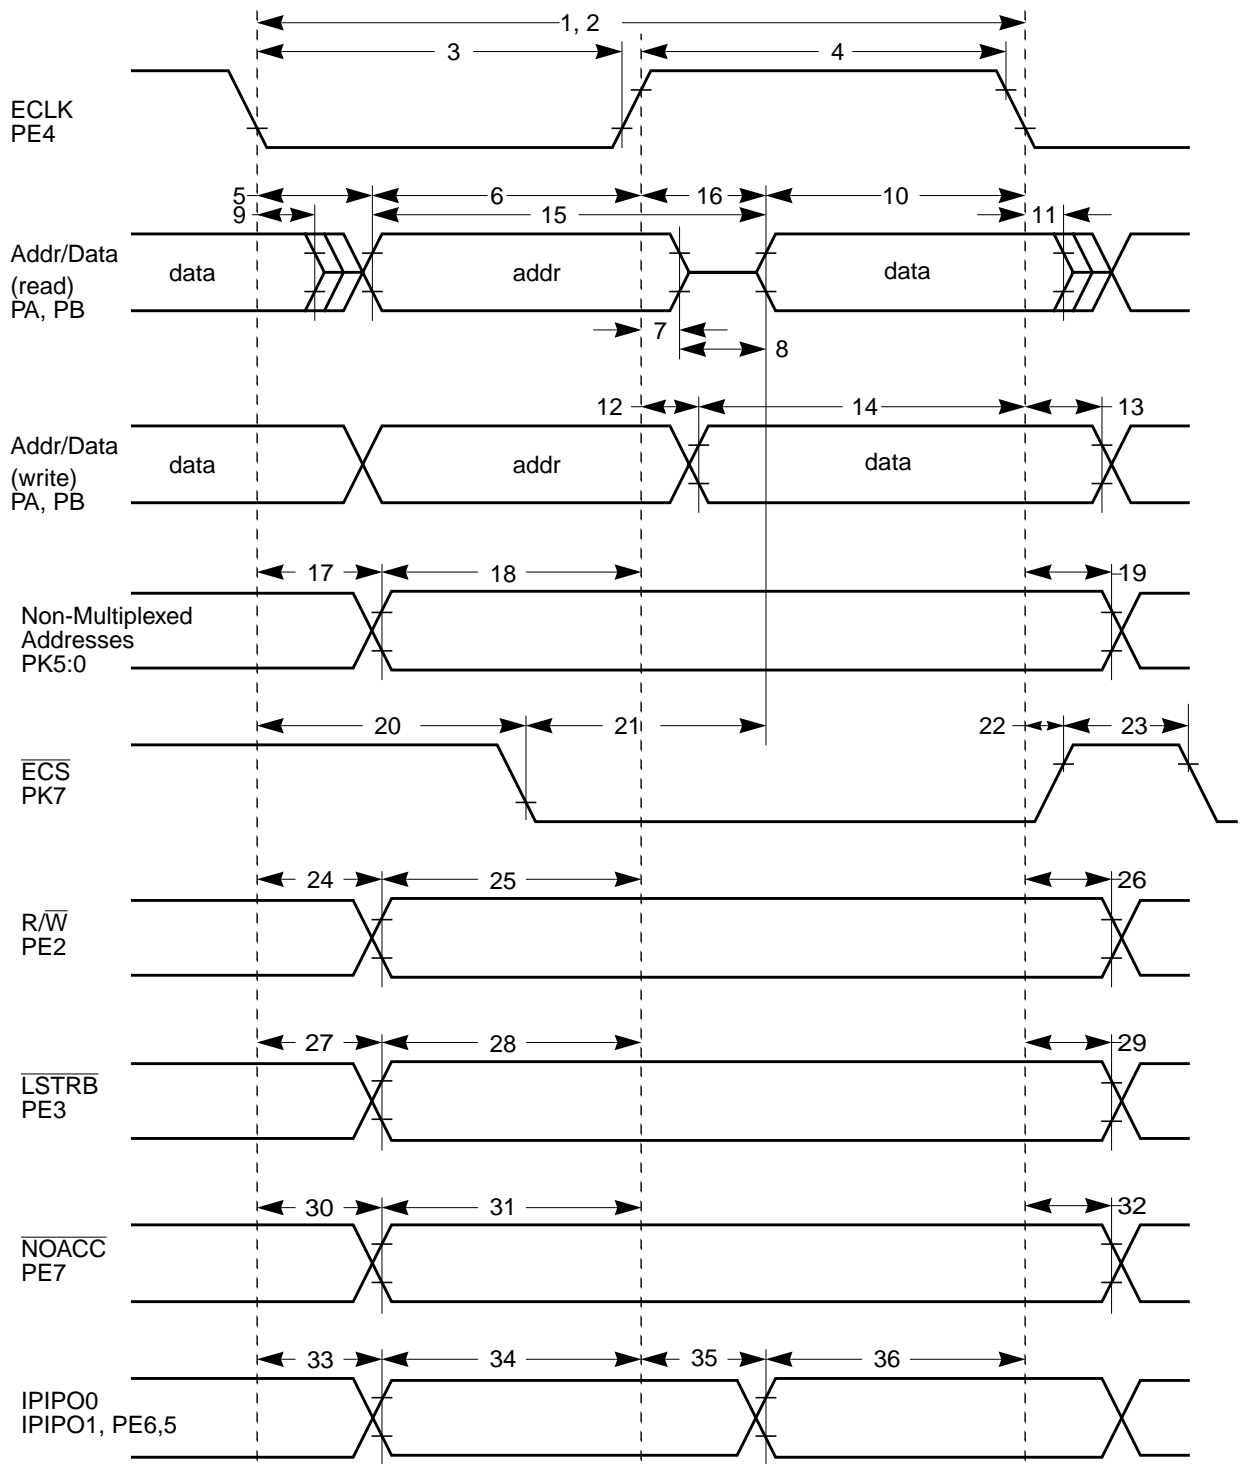 1, 2
3
4
ECLK
PE4
5
6
16
10
9
15
11
Addr/Data
(read)
PA, PB
data
addr
data
7
8
12
14
13
Addr/Data
(write)
PA, PB
data
addr
data
17
18
19
Non-Multiplexed
Addresses
PK5:0
20
21
22
23
ECS
PK7
24
25
26
R/W
PE2
27
28
29
LSTRB
PE3
30
31
32
NOACC
PE7
33
34
35
36
IPIPO0
IPIPO1, PE6,5